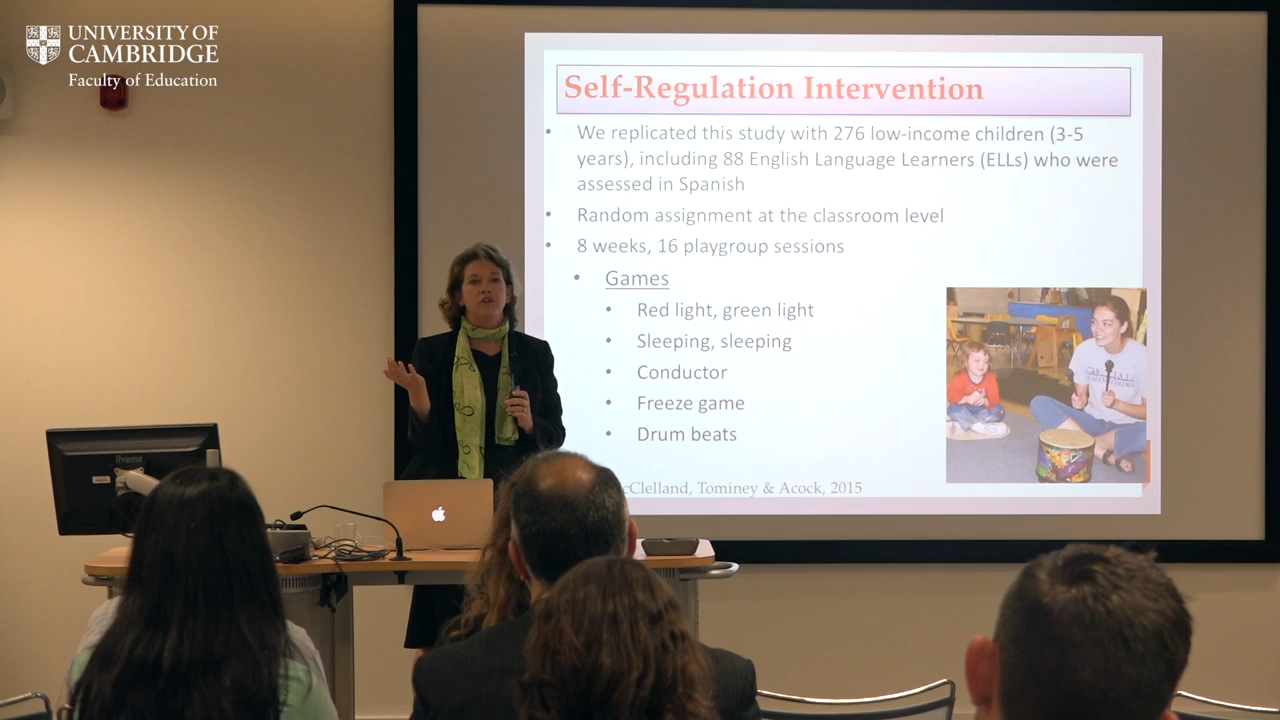 UNIVERSITY OF
CAMBRIDGE
Faculty of Education
Self-Regulation Intervention
• We replicated this study with 276 low-income children (3-5
years), including 88 English Language Learners (ELLs) who were
assessed in Spanish
• Random assignment at the classroom level
• 8 weeks, 16 playgroup sessions
• Games
• Red light, green light
• Sleeping, sleeping
• Conductor
• Freeze game
• Drum beats
cClelland, Tominey & Acock, 2015
iiyama